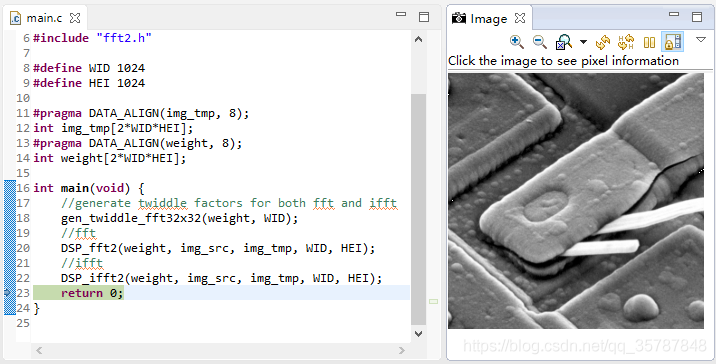 main.c
6 #include "fft2.h"
7
8 #define WID 1024
9 #define HEI 1024
10
11 #pragma DATA_ALIGN(img_tmp, 8);
12 int img_tmp[2*WID*HEI];
13 #pragma DATA_ALIGN(weight, 8);
14 int weight[2*WID*HEI];
15
16 int main(void) {
17     //generate twiddle factors for both fft and ifft
18     gen_twiddle_fft32x32(weight, WID);
19     //fft
20     DSP_fft2(weight, img_src, img_tmp, WID, HEI);
21     //ifft
22     DSP_ifft2(weight, img_src, img_tmp, WID, HEI);
23     return 0;
24 }
25
Image
Click the image to see pixel information
https://blog.csdn.net/qq_35787848